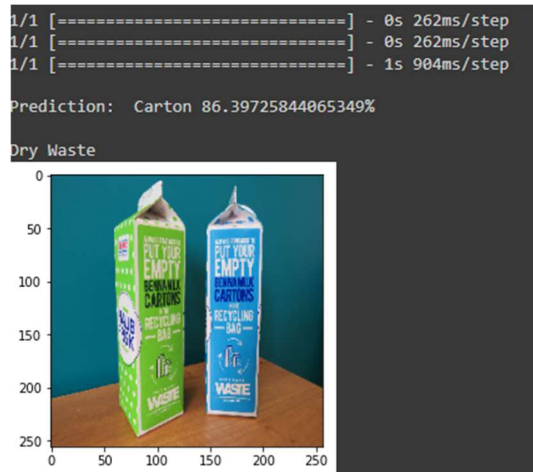 1/1 [==============================] - 0s 262ms/step
1/1 [==============================] - 0s 262ms/step
1/1 [==============================] - 1s 904ms/step
Prediction: Carton 86.39725844065349%
Dry Waste
0
50
100
150
200
250
0 50 100 150 200 250
PUT YOUR
EMPTY
CARTONS
RECYCLING
BAG
WASTE
PUT YOUR
EMPTY
CARTONS
RECYCLING
BAG
WASTE